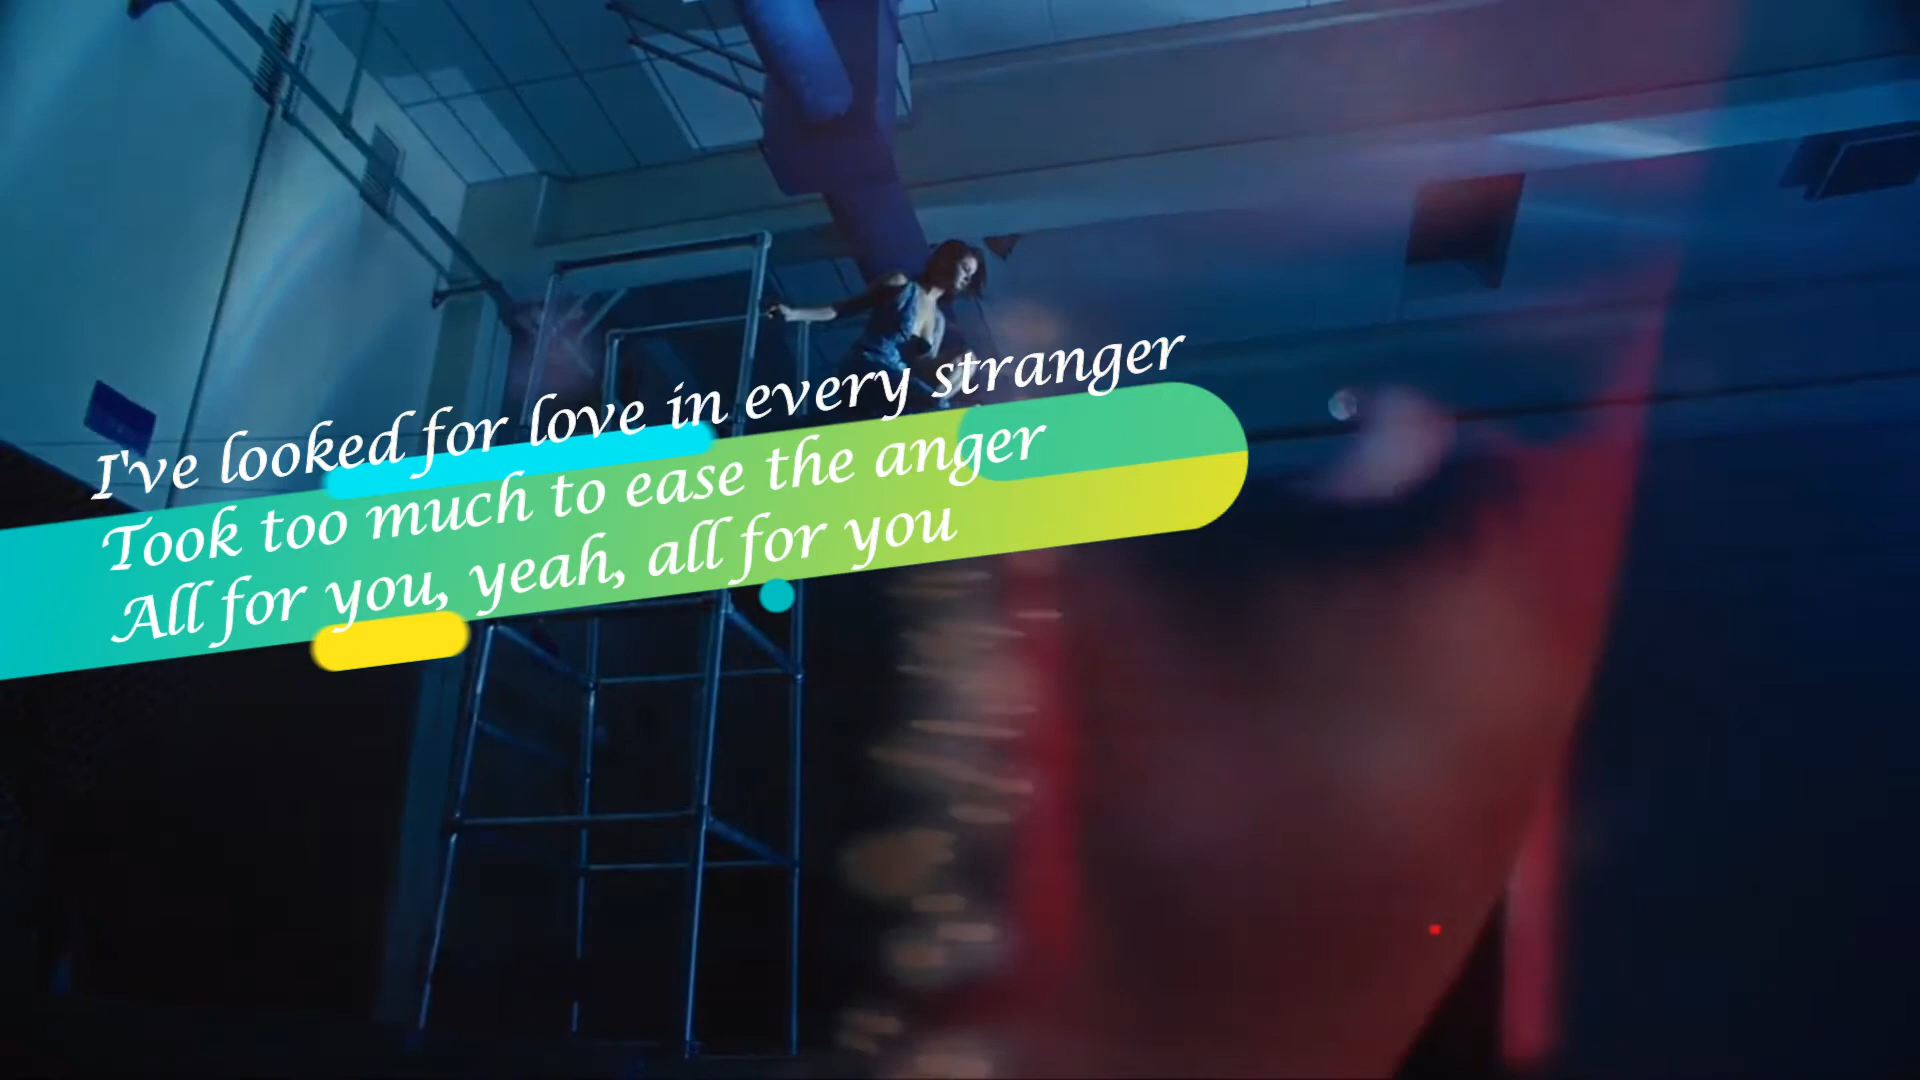 I've looked for love in every stranger
Took too much to ease the anger
All for you, yeah, all for you